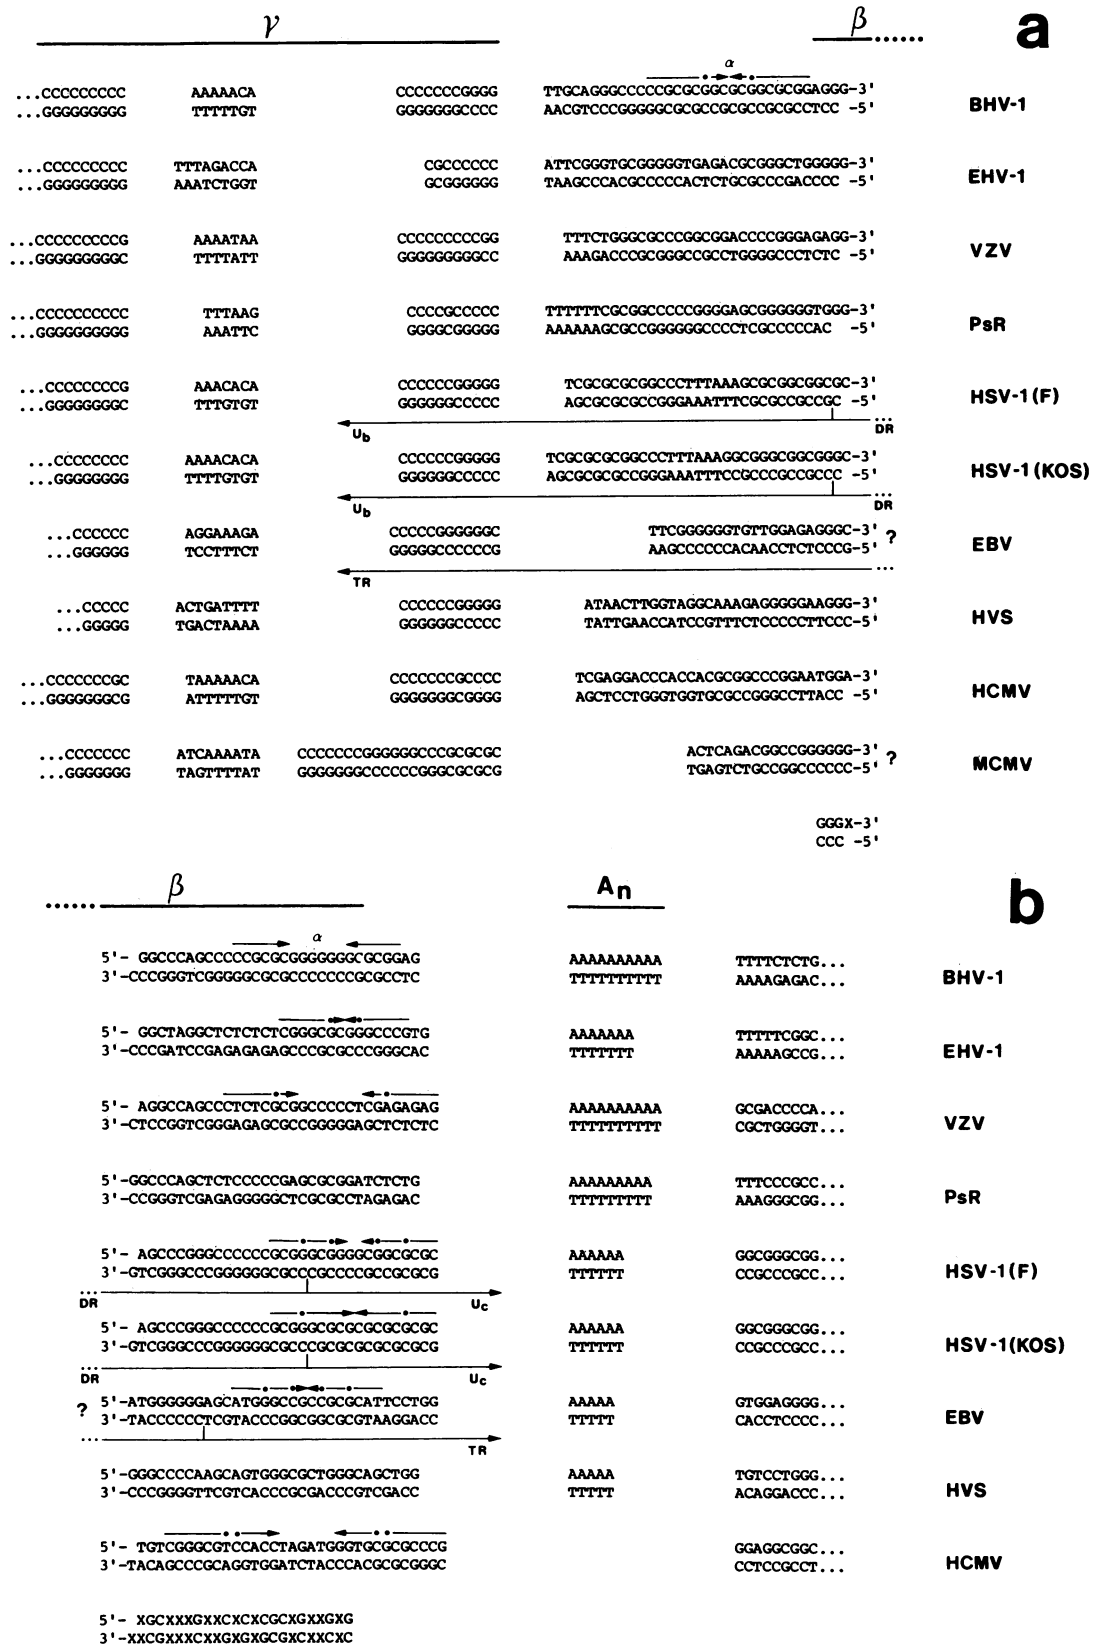 γ β a
α
...CCCCCCCCC AAAAACA CCCCCCCGGGG TTGCAGGGCCCCCGCGCGGCGCGGCGCGGAGGG-3'
...GGGGGGGGG TTTTTGT GGGGGGGCCCC AACGTCCCGGGGGCGCGCCGCGCCGCGCCTCC -5'
BHV-1
...CCCCCCCCC TTTAGACCA CGCCCCCC ATTCGGGTGCGGGGGTGAGACGCGGGCTGGGGG-3'
...GGGGGGGGG AAATCTGGT GCGGGGGG TAAGCCCACGCCCCCACTCTGCGCCCGACCCC -5'
EHV-1
...CCCCCCCCCG AAAATAA CCCCCCCCCGG TTTCTGGGCGCCCGGCGGACCCCGGGAGAGG-3'
...GGGGGGGGGC TTTTATT GGGGGGGGGCC AAAGACCCGCGGGCCGCCTGGGGCCCTCTC -5'
VZV
...CCCCCCCCCC TTTAAG CCCCGCCCCC TTTTTTCGCGGCCCCCGGGGAGCGGGGGGTGGG-3'
...GGGGGGGGGG AAATTC GGGGCGGGGG AAAAAAGCGCCGGGGGCCCCTCGCCCCCCAC -5'
PsR
...CCCCCCCCG AAACACA CCCCCCGGGGG TCGCGCGCGGCCCTTTAAAGCGCGGCGGCGC-3'
...GGGGGGGGC TTTGTGT GGGGGGCCCCC AGCGCGCGCCGGGAAATTTCGCGCCGCCGC -5'
HSV-1(F)
Ub ... DR
...CCCCCCCC AAAACACA CCCCCCGGGGG TCGCGCGCGCGGCCCTTTAAAGGCGGGCGGCGGGC-3'
...GGGGGGGG TTTTGTGT GGGGGGCCCCC AGCGCGCGCCGGGAAATTTCCGCCCGCCGCCC -5'
HSV-1(KOS)
Ub ... DR
...CCCCCC AGGAAAGA CCCCCGGGGGGC TTCGGGGGGTGTTGGAGAGGGC-3' ?
...GGGGGG TCCTTTCT GGGGGCCCCCCG AAGCCCCCCACAACCTCTCCCG-5'
EBV
TR ...
...CCCCC ACTGATTTT CCCCCCGGGGG ATAACTTGGTAGGCAAAGAGGGGGAAGGG-3'
...GGGGG TGACTAAAA GGGGGGCCCCC TATTGAACCATCCGTTTCTCCCCCTTCCC-5'
HVS
...CCCCCCCGC TAAAAACA CCCCCCCGCCCC TCGAGGACCCACCACGCGGCCCGGAATGGA-3'
...GGGGGGGCG ATTTTTGT GGGGGGGCGGGG AGCTCCTGGGTGGTGCGCCGGGCCTTACC -5'
HCMV
...CCCCCCC ATCAAAATA CCCCCCCGGGGGGCCCGCGCGC ACTCAGACGGCCGGGGGG-3' ?
...GGGGGGG TAGTTTTAT GGGGGGGCCCCCCGGGCGCGCG TGAGTCTGCCGGCCCCCC-5'
MCMV
GGGX-3'
CCC -5'
β An b
α
5'- GGCCCAGCCCCCGCGCGGGGGGGCGCGGAG AAAAAAAAAA TTTTCTCTG...
3'-CCCGGGTCGGGGGCGCGCCCCCCCGCGCCTC TTTTTTTTTT AAAAGAGAC...
BHV-1
5'- GGCTAGGCTCTCTCTCGGGCGCGGGCCCGTG AAAAAAA TTTTTCGGC...
3'-CCCGATCCGAGAGAGAGCCCGCGCCCGGGCAC TTTTTTT AAAAAGCCG...
EHV-1
5'- AGGCCAGCCCTCTCGCGGCCCCCTCGAGAGAG AAAAAAAAAA GCGACCCCA...
3'-CTCCGGTCGGGAGAGCGCCGGGGGAGCTCTCTC TTTTTTTTTT CGCTGGGGT...
VZV
5'-GGCCCAGCTCTCCCCCGAGCGCGGATCTCTG AAAAAAAAA TTTCCCGCC...
3'-CCGGGTCGAGAGGGGGCTCGCGCCTAGAGAC TTTTTTTTT AAAGGGCGG...
PsR
5'- AGCCCGGGCCCCCCGCGGGCGGGGCGGCGCGC AAAAAA GGCGGGCGG...
3'-GTCGGGCCCGGGGGGCGCCCGCCCCGCCGCGCG TTTTTT CCGCCCGCC...
HSV-1(F)
... DR Uc
5'- AGCCCGGGCCCCCCGCGGGCGCGCGCGCGCGC AAAAAA GGCGGGCGG...
3'-GTCGGGCCCGGGGGGCGCCCGCGCGCGCGCGCG TTTTTT CCGCCCGCC...
HSV-1(KOS)
... DR Uc
? 5'-ATGGGGGGAGCATGGGCCGCCGCGCATTCCTGG AAAAA GTGGAGGGG...
3'-TACCCCCCTCGTACCCGGCGGCGCGTAAGGACC TTTTT CACCTCCCC...
EBV
... TR
5'-GGGCCCCAAGCAGTGGGCGCTGGGCAGCTGG AAAAA TGTCCTGGG...
3'-CCCGGGGTTCGTCACCCGCGACCCGTCGACC TTTTT ACAGGACCC...
HVS
5'- TGTCGGGCGTCCACCTAGATGGGTGCGCGCCCG GGAGGCGGC...
3'-TACAGCCCGCAGGTGGATCTACCCACGCGCGGGC CCTCCGCCT...
HCMV
5'- XGCXXXGXXCXCXCGCXGXXGXG
3'-XXCGXXXCXXGXGXGCGXCXXCXC